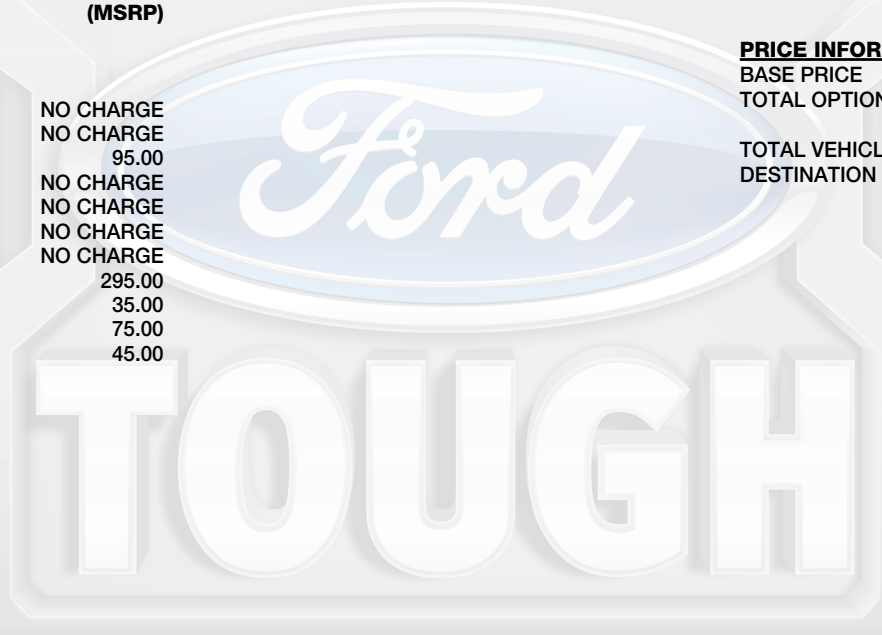 (MSRP)
NO CHARGE
NO CHARGE
95.00
NO CHARGE
NO CHARGE
NO CHARGE
NO CHARGE
295.00
35.00
75.00
45.00
PRICE INFOR
BASE PRICE
TOTAL OPTION
TOTAL VEHICL
DESTINATION
Ford
TOUGH